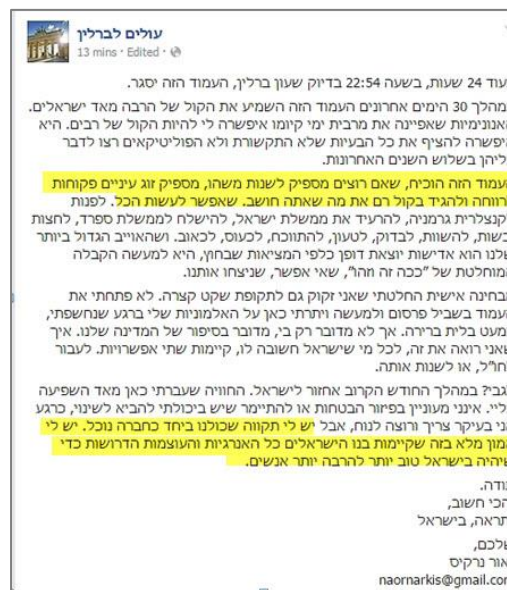 עולים לברלין
13 mins · Edited ·
עוד 24 שעות, בשעה 22:54 בדיוק שעון ברלין, העמוד הזה יסגר.
מהלך 30 הימים אחרונים העמוד הזה השמיע את הקול של הרבה מאד ישראלים.
אנונימיות שאפיינה את מרבית ימי קיומו איפשרה לי להיות הקול של רבים. היא
איפשרה להציף את כל הבעיות שלא התקשורת ולא הפוליטיקאים רצו לדבר
עליהן בשלוש השנים האחרונות.
עמוד הזה הוכיח, שאם רוצים מספיק לשנות משהו, מספיק זוג עיניים פקוחות
לרווחה ולהגיד בקול רם את מה שאתה חושב. שאפשר לעשות הכל. לפנות
לקנצלרית גרמניה, להרעיד את ממשלת ישראל, להישלח לממשלת ספרד, לחצות
יבשות, להשוות, לבדוק, לטעון, להתווכח, לכעוס, לכאוב. ושהאוייב הגדול ביותר
שלנו הוא אדישות יוצאת דופן כלפי המציאות שבחוץ, היא למעשה הקבלה
המוחלטת של "ככה זה וזהו", שאי אפשר, שניצחו אותנו.
מבחינה אישית החלטתי שאני זקוק גם לתקופת שקט קצרה. לא פתחתי את
העמוד בשביל פרסום ולמעשה ויתרתי כאן על האלמוניות שלי ברגע שנחשפתי,
כמעט בלית ברירה. אך לא מדובר רק בי, מדובר בסיפור של המדינה שלנו. איך
שאני רואה את זה, לכל מי שישראל חשובה לו, קיימות שתי אפשרויות. לעבור
לחו"ל, או לשנות אותה.
לגבי? במהלך החודש הקרוב אחזור לישראל. החוויה שעברתי כאן מאד השפיעה
עליי. אינני מעוניין בפיזור הבטחות או להתיימר שיש ביכולתי להביא לשינוי, כרגע
אני בעיקר צריך ורוצה לנוח, אבל יש לי תקווה שכולנו ביחד כחברה נוכל. יש לי
אמון מלא בזה שקיימות בנו הישראלים כל האנרגיות והעוצמות הדרושות כדי
שיהיה בישראל טוב יותר להרבה יותר אנשים.
תודה.
הכי חשוב,
נתראה, בישראל
שלכם,
נאור נרקיס
naornarkis@gmail.com